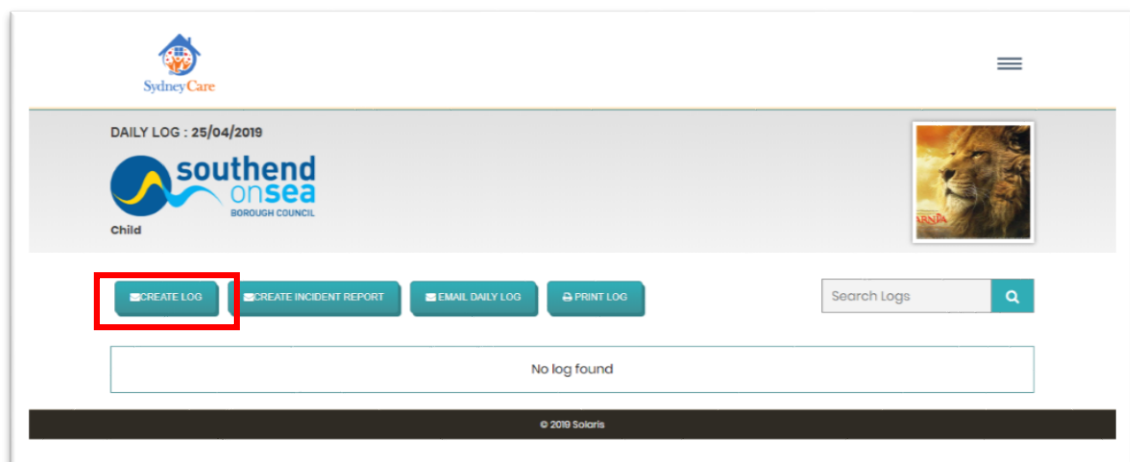 SydneyCare
DAILY LOG : 25/04/2019
southend
onsea
BOROUGH COUNCIL
Child
ARNIA
CREATE LOG
CREATE INCIDENT REPORT
EMAIL DAILY LOG
PRINT LOG
Search Logs
No log found
© 2019 Solaris